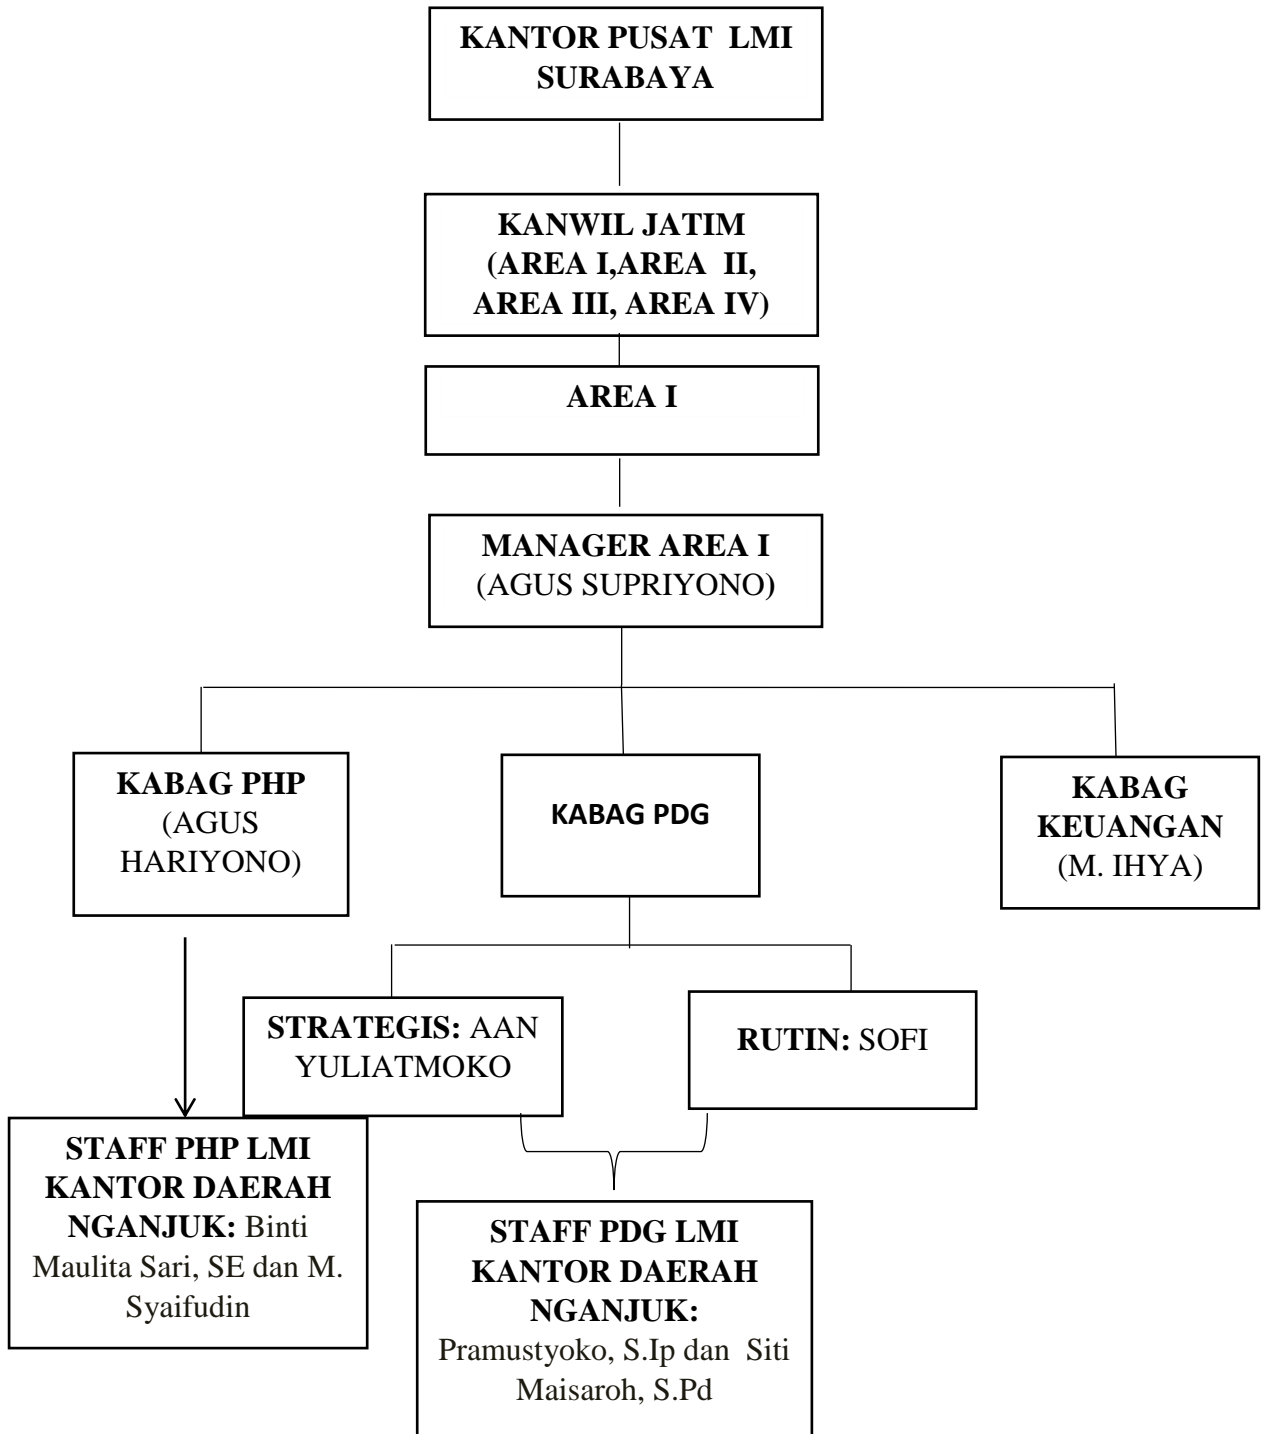 KANTOR PUSAT LMI
SURABAYA
KANWIL JATIM
(AREA I,AREA II,
AREA III, AREA IV)
AREA I
MANAGER AREA I
(AGUS SUPRIYONO)
KABAG PHP
(AGUS
HARIYONO)
KABAG PDG
KABAG
KEUANGAN
(M. IHYA)
STRATEGIS: AAN
YULIATMOKO
RUTIN: SOFI
STAFF PHP LMI
KANTOR DAERAH
NGANJUK: Binti
Maulita Sari, SE dan M.
Syaifudin
STAFF PDG LMI
KANTOR DAERAH
NGANJUK:
Pramustyoko, S.Ip dan Siti
Maisaroh, S.Pd